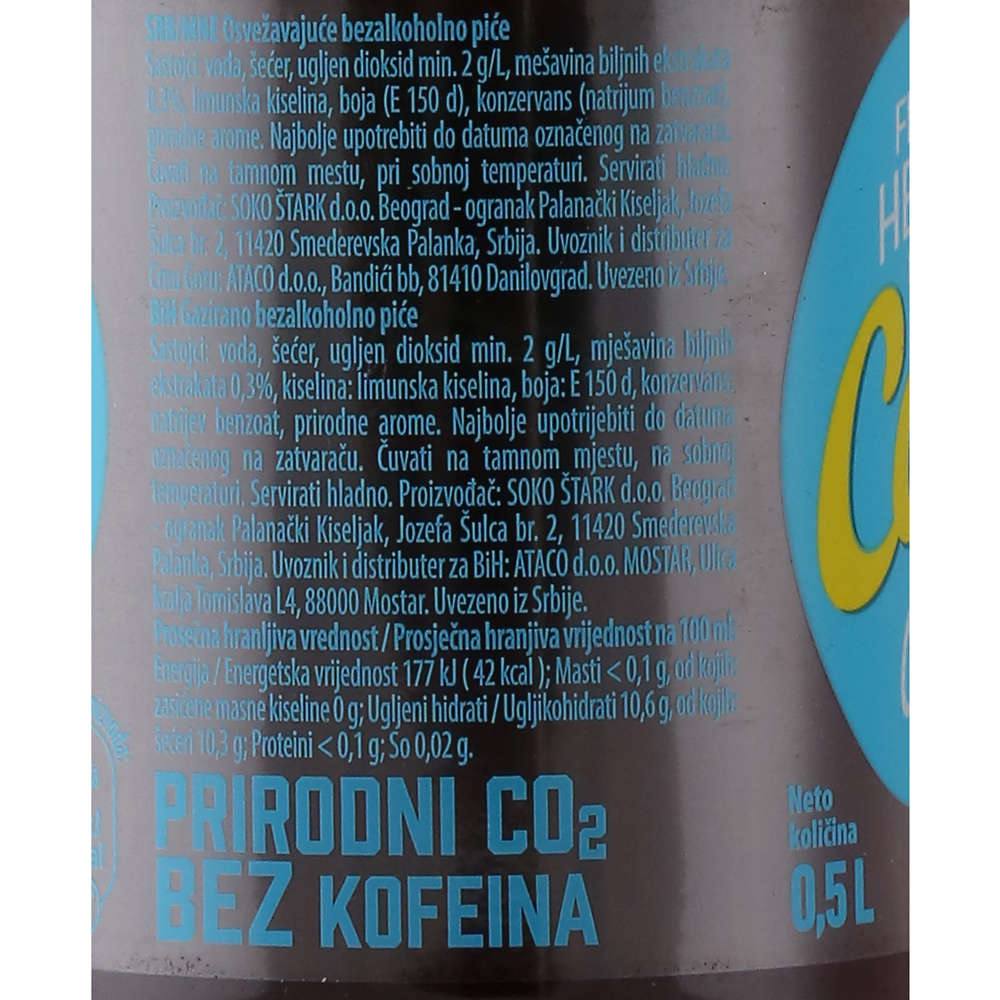 SRB/MNE Osvežavajuće bezalkoholno piće
Sastojci: voda, šećer, ugljen dioksid min. 2 g/L, mešavina biljnih ekstrakata
0,3%, limunska kiselina, boja (E 150 d), konzervans (natrijum benzoat),
prirodne arome. Najbolje upotrebiti do datuma označenog na zatvaraču.
Čuvati na tamnom mestu, pri sobnoj temperaturi. Servirati hladno.
Proizvođač: SOKO ŠTARK d.o.o. Beograd - ogranak Palanački Kiseljak, Jozefa
Šulca br. 2, 11420 Smederevska Palanka, Srbija. Uvoznik i distributer za
Crnu Goru: ATACO d.o.o., Bandići bb, 81410 Danilovgrad. Uvezeno iz Srbije.
BiH Gazirano bezalkoholno piće
Sastojci: voda, šećer, ugljen dioksid min. 2 g/L, mješavina biljnih
ekstrakata 0,3%, kiselina: limunska kiselina, boja: E 150 d, konzervans:
natrijev benzoat, prirodne arome. Najbolje upotrijebiti do datuma
označenog na zatvaraču. Čuvati na tamnom mjestu, na sobnoj
temperaturi. Servirati hladno. Proizvođač: SOKO ŠTARK d.o.o. Beograd
- ogranak Palanački Kiseljak, Jozefa Šulca br. 2, 11420 Smederevska
Palanka, Srbija. Uvoznik i distributer za BiH: ATACO d.o.o. MOSTAR, Ulica
kralja Tomislava L4, 88000 Mostar. Uvezeno iz Srbije.
Prosečna hranljiva vrednost / Prosječna hranjiva vrijednost na 100 ml:
Energija / Energetska vrijednost 177 kJ ( 42 kcal ); Masti < 0,1 g, od kojih:
zasićene masne kiseline 0 g; Ugljeni hidrati / Ugljikohidrati 10,6 g, od kojih:
šećeri 10,3 g; Proteini < 0,1 g; So 0,02 g.
PRIRODNI CO2
BEZ KOFEINA
Neto
količina
0,5L